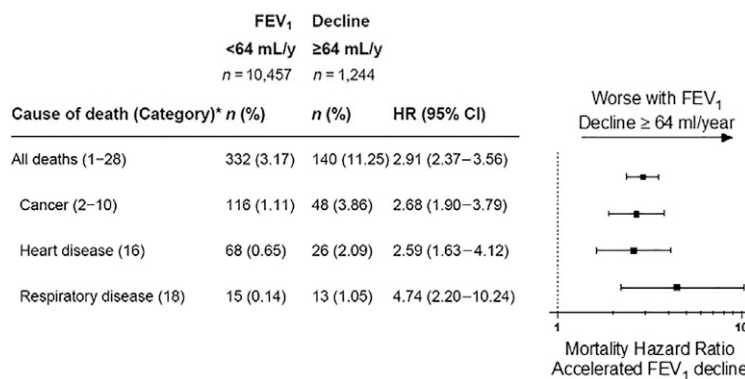 FEV₁ Decline
<64 mL/y ≥64 mL/y
n = 10,457 n = 1,244
Cause of death (Category)* n (%) n (%) HR (95% CI)
All deaths (1–28) 332 (3.17) 140 (11.25) 2.91 (2.37–3.56)
Cancer (2–10) 116 (1.11) 48 (3.86) 2.68 (1.90–3.79)
Heart disease (16) 68 (0.65) 26 (2.09) 2.59 (1.63–4.12)
Respiratory disease (18) 15 (0.14) 13 (1.05) 4.74 (2.20–10.24)
Worse with FEV₁
Decline ≥ 64 ml/year
1 10
Mortality Hazard Ratio
Accelerated FEV₁ decline